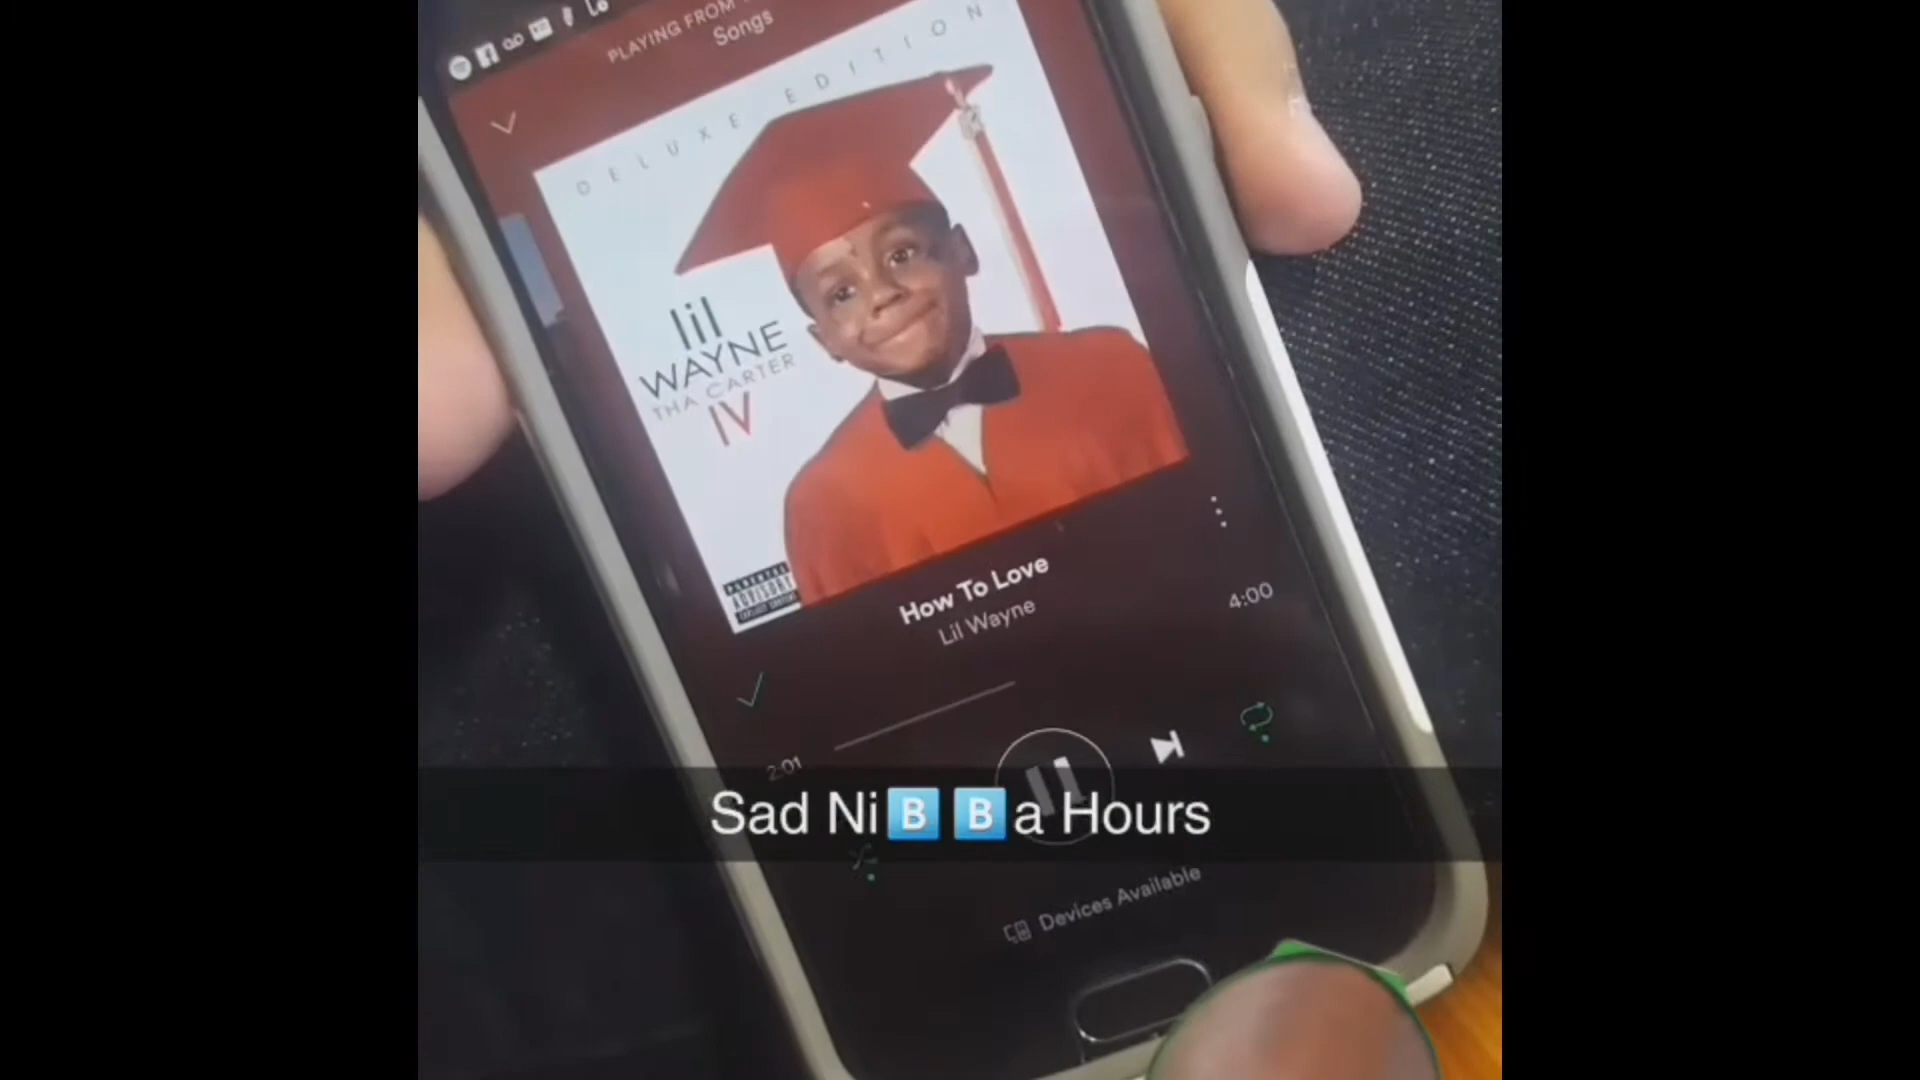 PLAYING FROM
Songs
DELUXE EDITION
lil
WAYNE
THA CARTER
IV
PARENTAL
ADVISORY
EXPLICIT CONTENT
How To Love
Lil Wayne
4:00
2:01
Sad Ni🅱️🅱️a Hours
Devices Available